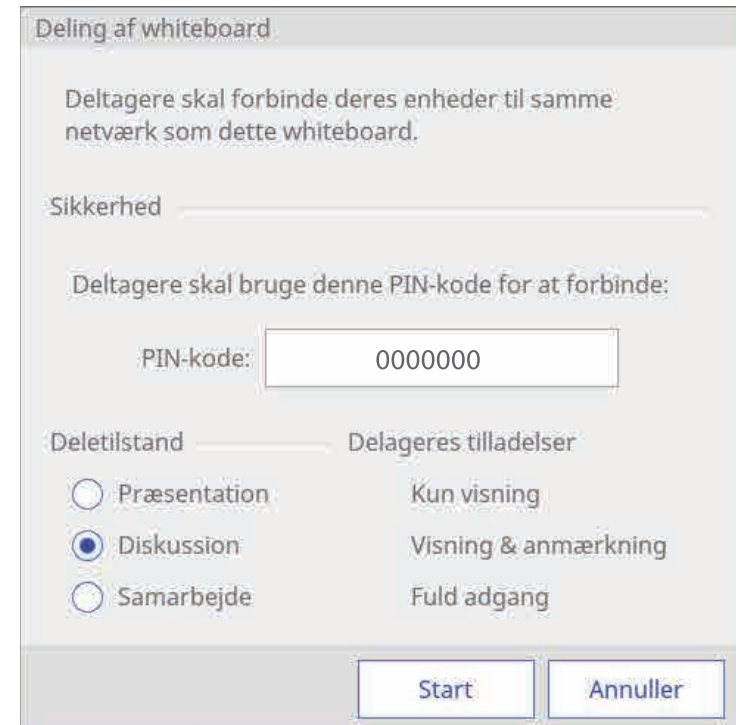 Deling af whiteboard
Deltagere skal forbinde deres enheder til samme
netværk som dette whiteboard.
Sikkerhed
Deltagere skal bruge denne PIN-kode for at forbinde:
PIN-kode: 0000000
Deletilstand Delageres tilladelser
Præsentation Kun visning
Diskussion Visning & anmærkning
Samarbejde Fuld adgang
Start Annuller